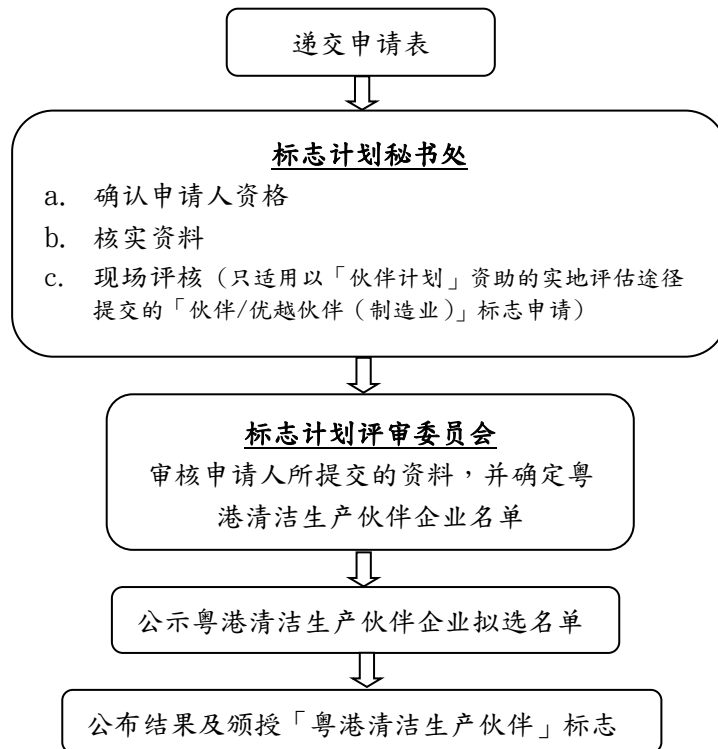 递交申请表
标志计划秘书处
a. 确认申请人资格
b. 核实资料
c. 现场评核（只适用以「伙伴计划」资助的实地评估途径
提交的「伙伴/优越伙伴（制造业）」标志申请）
标志计划评审委员会
审核申请人所提交的资料，并确定粤
港清洁生产伙伴企业名单
公示粤港清洁生产伙伴企业拟选名单
公布结果及颁授「粤港清洁生产伙伴」标志